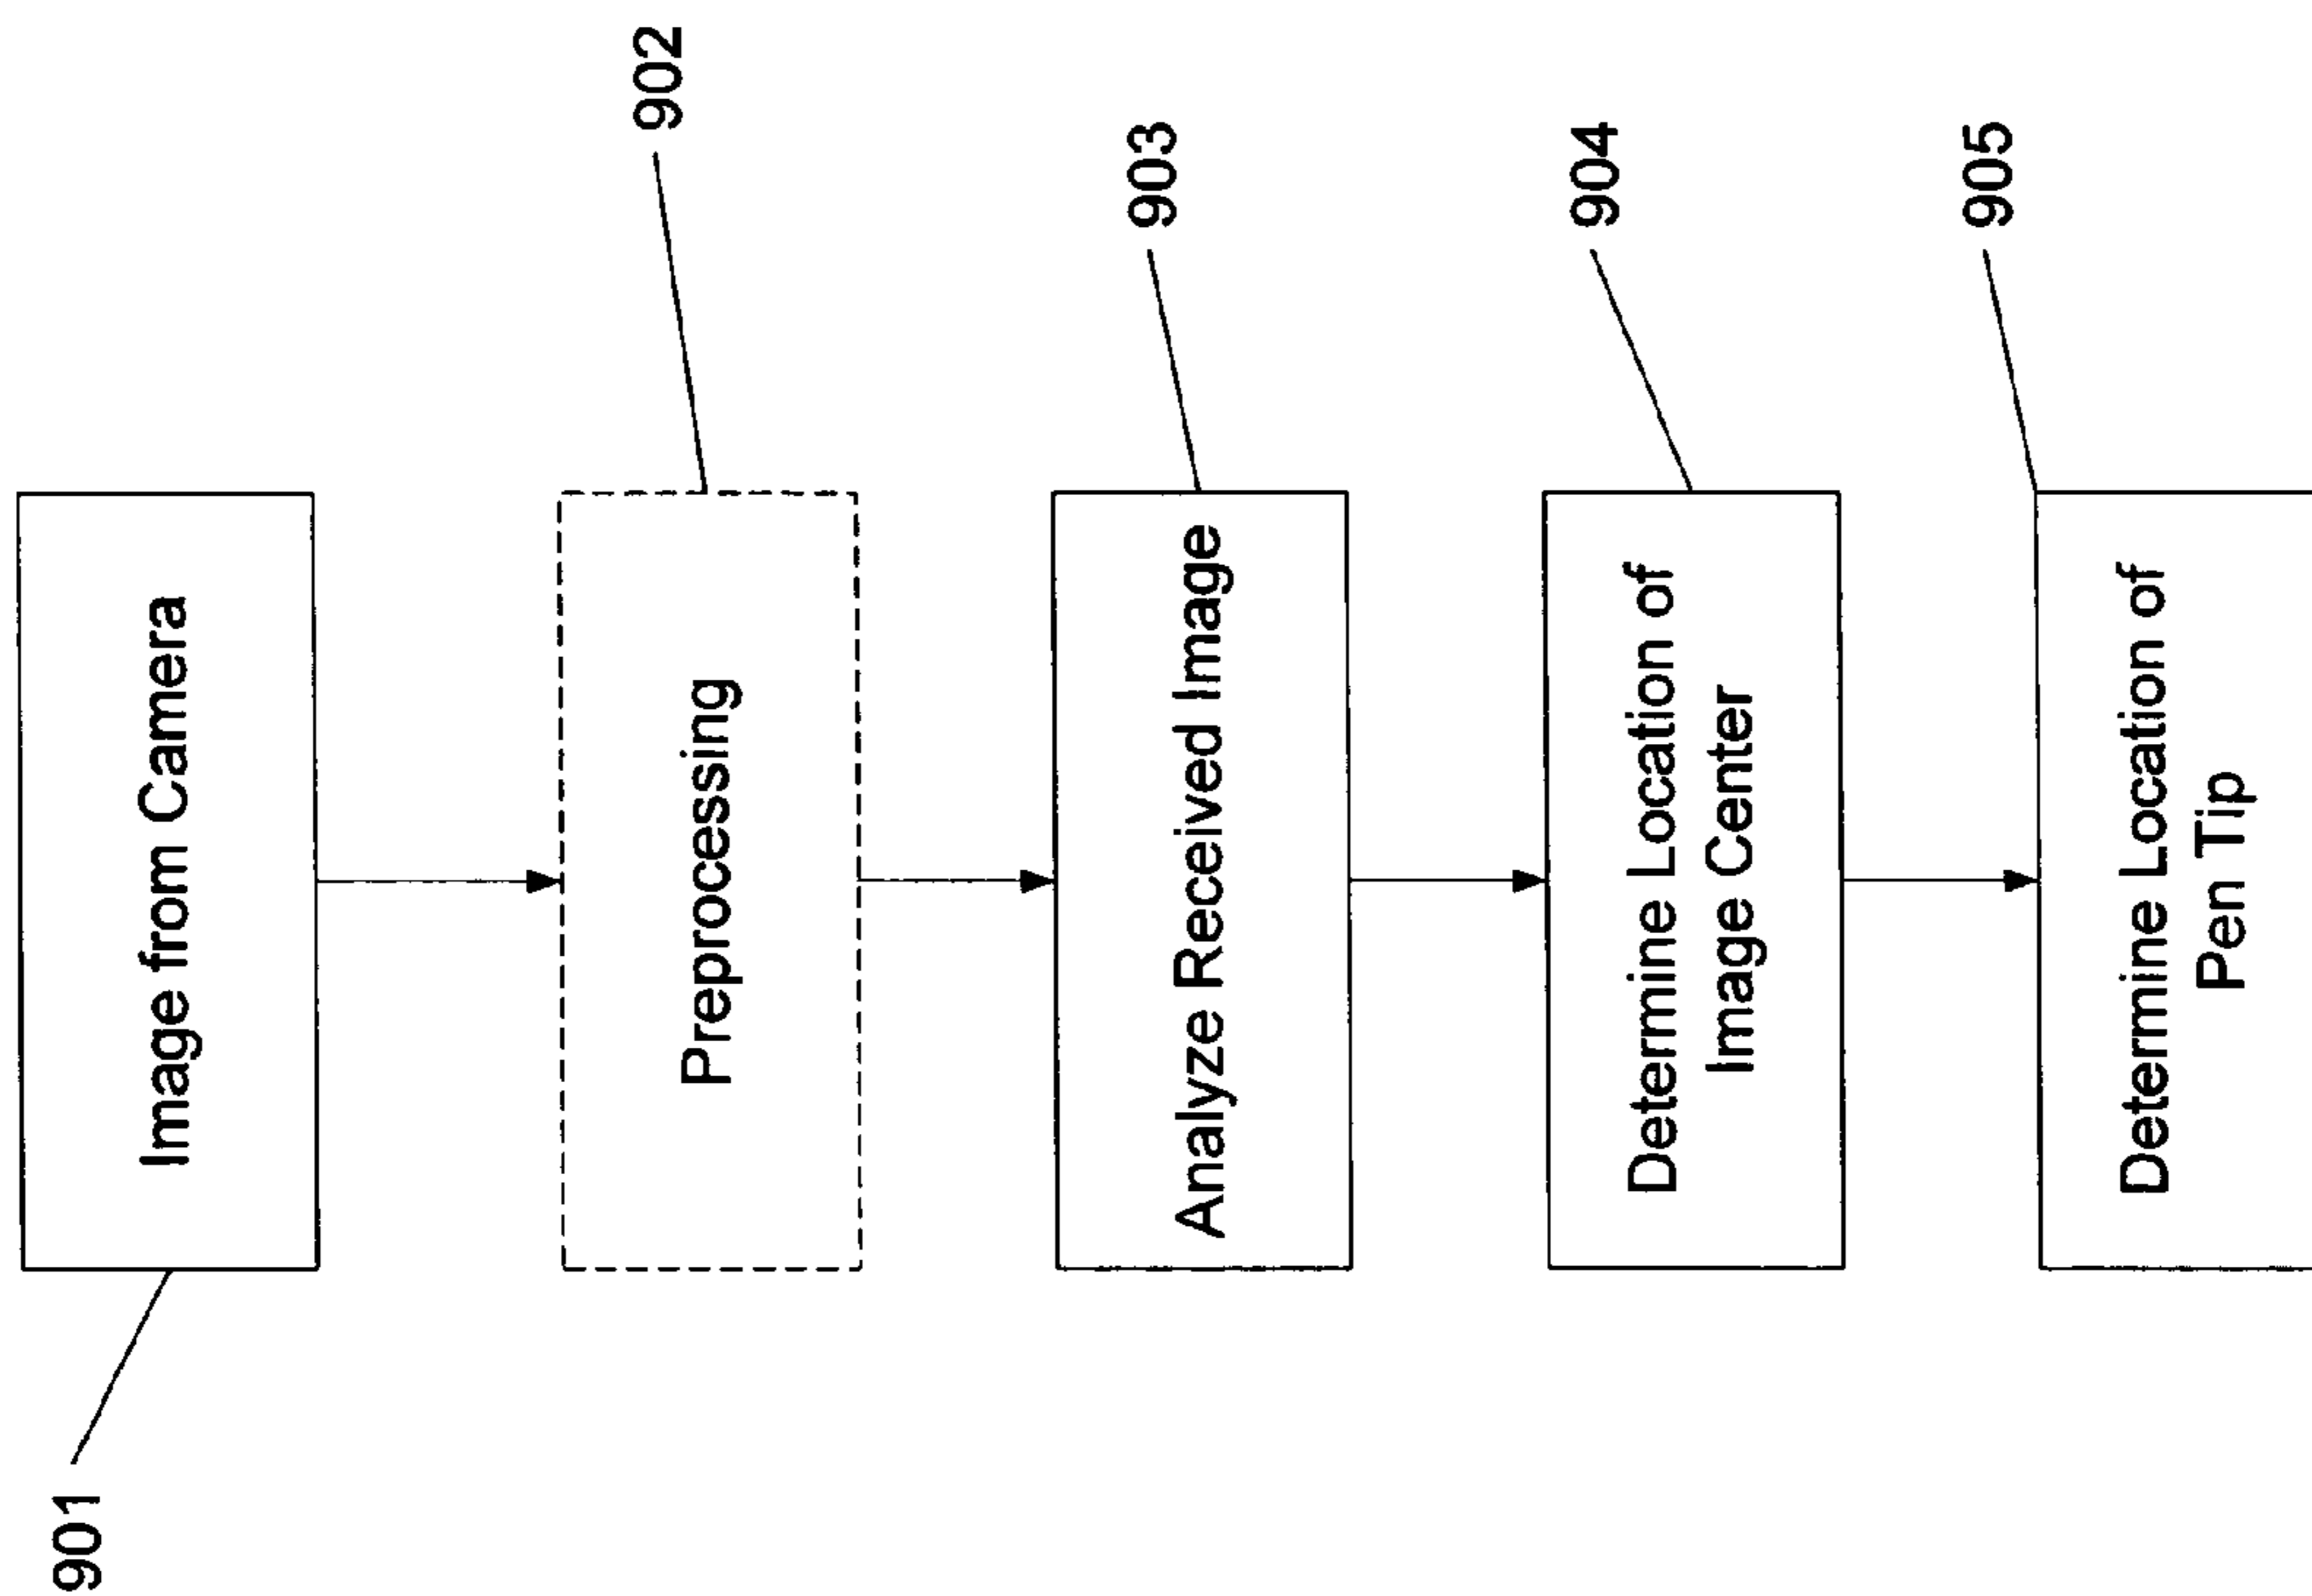 901
Image from Camera
902
Preprocessing
903
Analyze Received Image
904
Determine Location of
Image Center
905
Determine Location of
Pen Tip